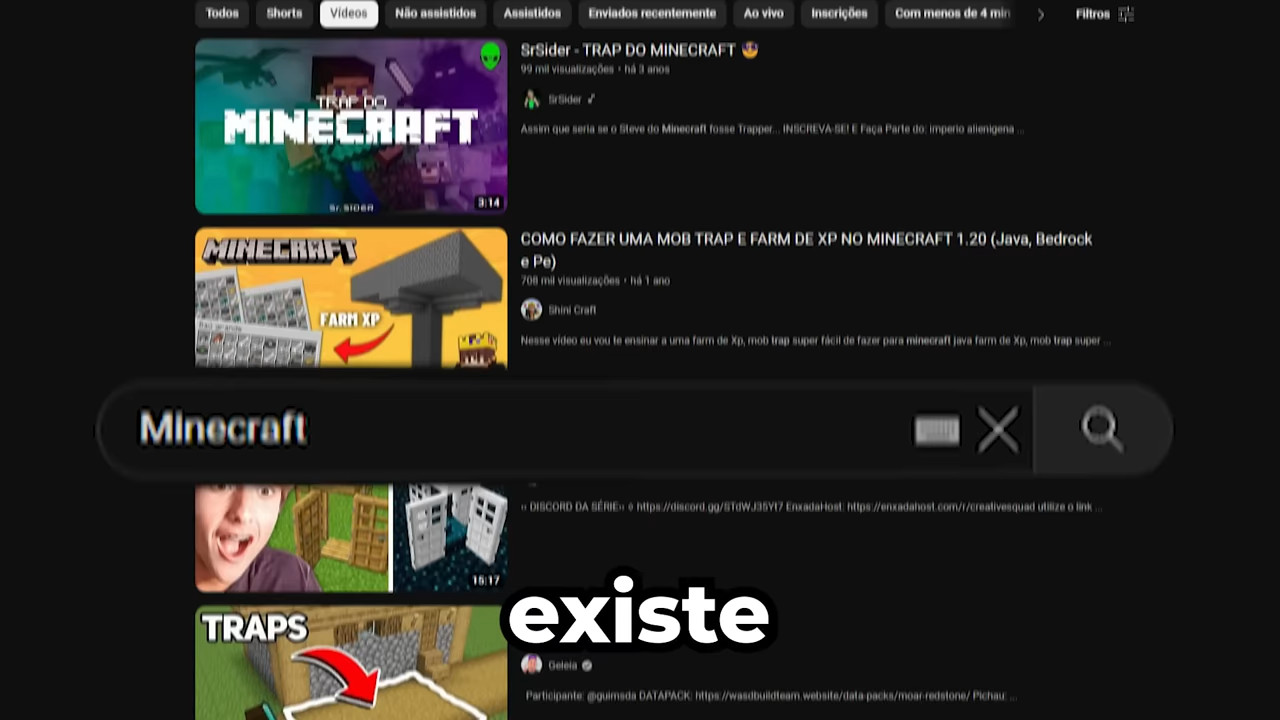 Todos Shorts Vídeos Não assistidos Assistidos Enviados recentemente Ao vivo Inscrições Com menos de 4 min Filtros
SrSider - TRAP DO MINECRAFT
99 mil visualizações • há 3 anos
SrSider
Assim que seria se o Steve do Minecraft fosse Trapper... INSCREVA-SE! E Faça Parte do: imperio alienigena ...
TRAP DO
MINECRAFT
Sr. SIDER
3:14
COMO FAZER UMA MOB TRAP E FARM DE XP NO MINECRAFT 1.20 (Java, Bedrock
e Pe)
708 mil visualizações • há 1 ano
Shini Craft
Nesse vídeo eu vou te ensinar a uma farm de Xp, mob trap super fácil de fazer para minecraft java farm de Xp, mob trap super ...
MINECRAFT
Baú grande
FARM XP
Minecraft
›› DISCORD DA SÉRIE›› ◊ https://discord.gg/STdWJ35Yt7 EnxadaHost: https://enxadahost.com/r/creativesquad utilize o link ...
15:17
existe
TRAPS
Geleia
Participante: @guimsda DATAPACK: https://wasdbuildteam.website/data-packs/moar-redstone/ Pichau: ...